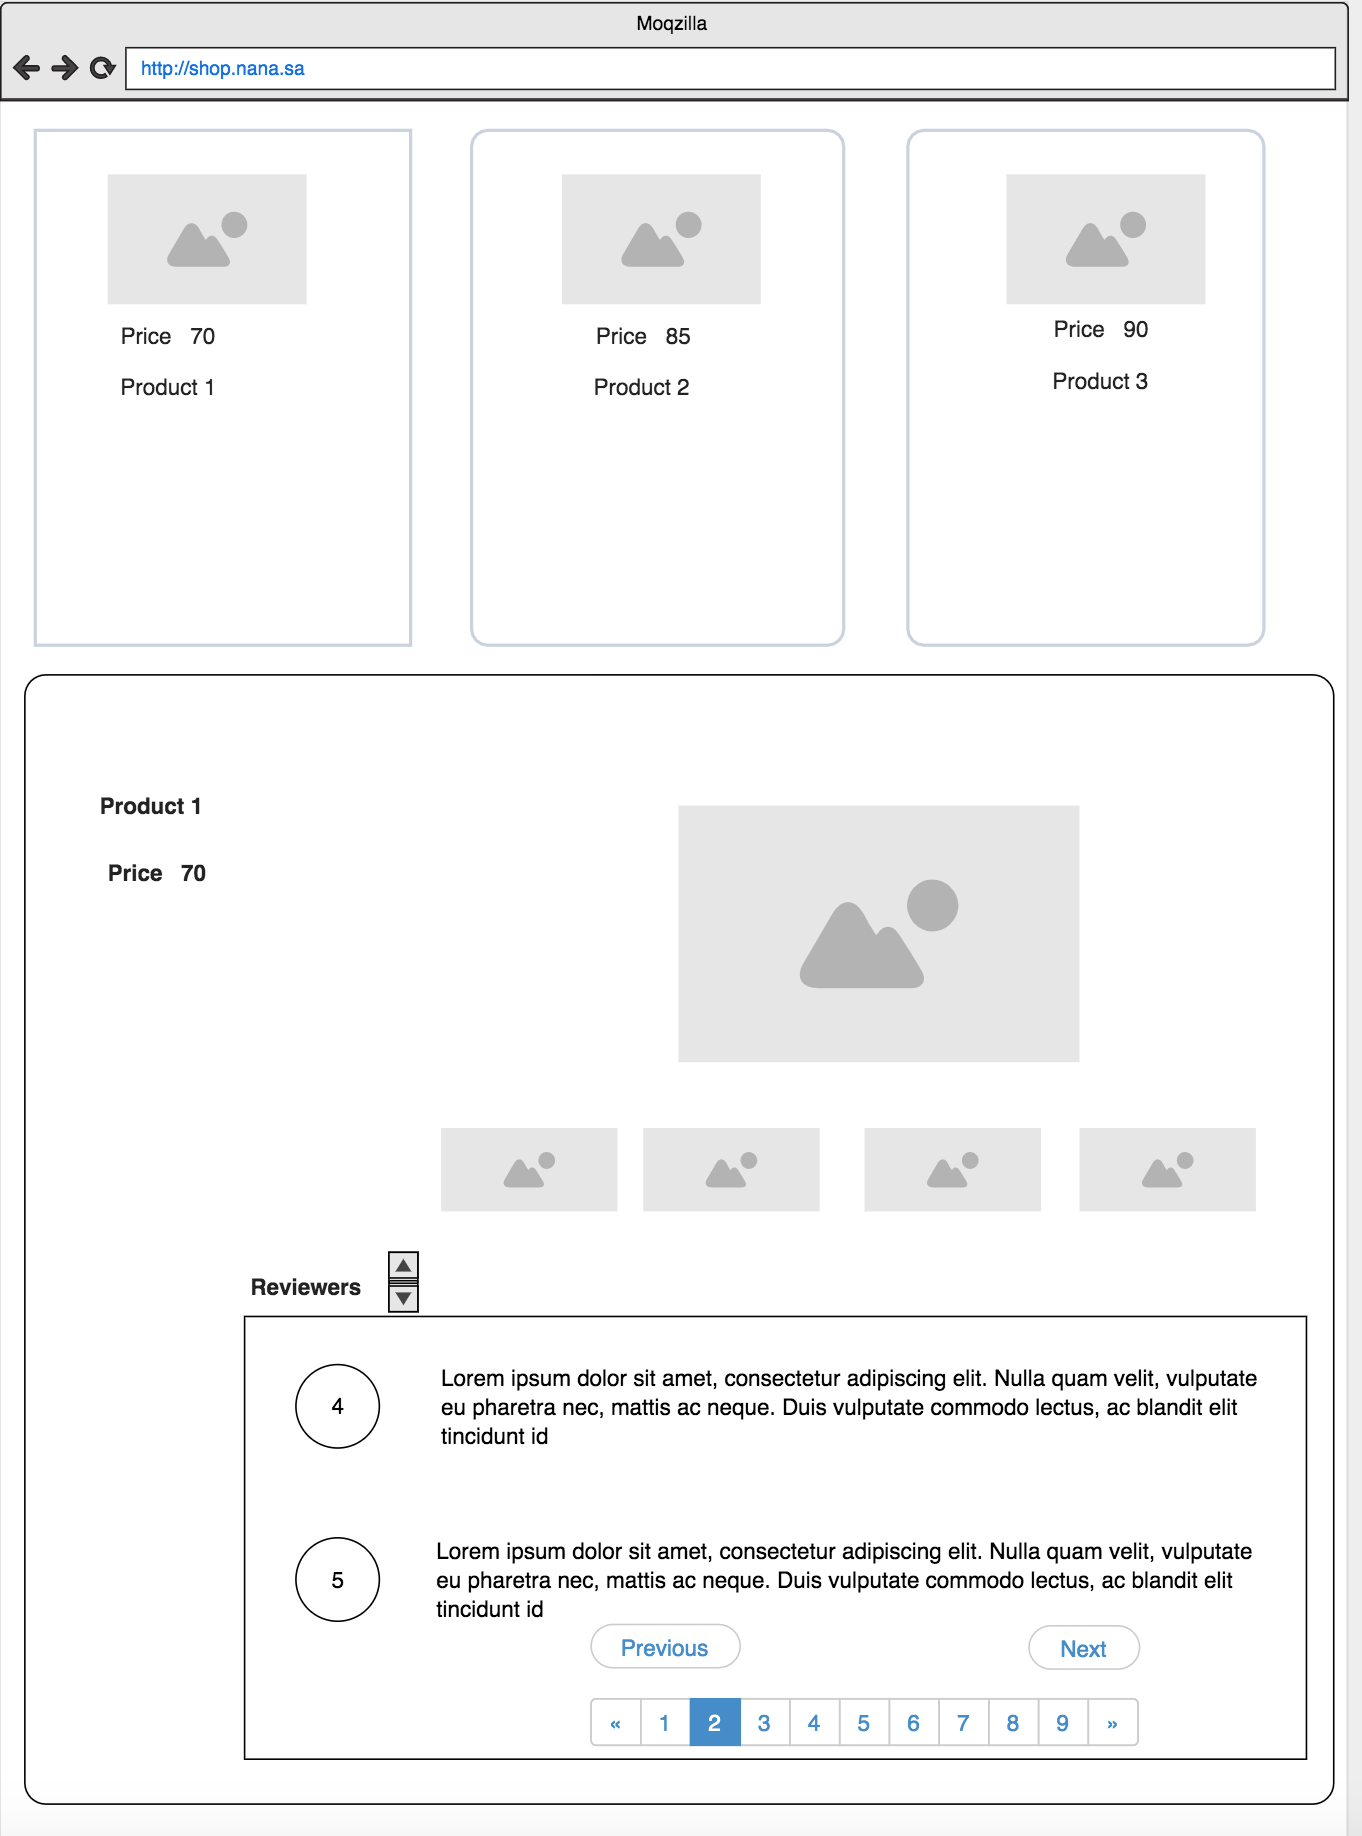 Moqzilla
http://shop.nana.sa
Price 70
Product 1
Price 85
Product 2
Price 90
Product 3
Product 1
Price 70
Reviewers
4
Lorem ipsum dolor sit amet, consectetur adipiscing elit. Nulla quam velit, vulputate
eu pharetra nec, mattis ac neque. Duis vulputate commodo lectus, ac blandit elit
tincidunt id
5
Lorem ipsum dolor sit amet, consectetur adipiscing elit. Nulla quam velit, vulputate
eu pharetra nec, mattis ac neque. Duis vulputate commodo lectus, ac blandit elit
tincidunt id
Previous Next
« 1 2 3 4 5 6 7 8 9 »